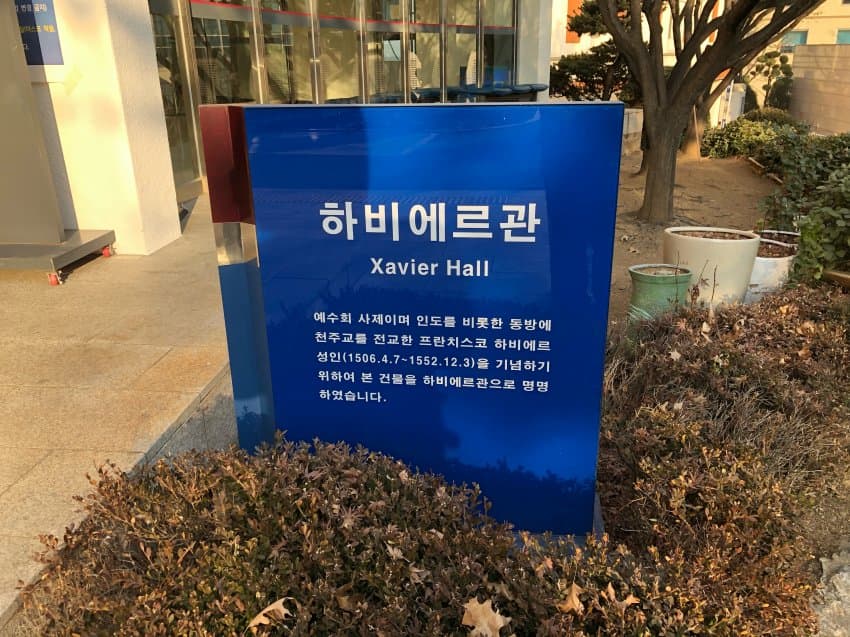 하비에르관
Xavier Hall
예수회 사제이며 인도를 비롯한 동방에
천주교를 전교한 프란치스코 하비에르
성인(1506.4.7~1552.12.3)을 기념하기
위하여 본 건물을 하비에르관으로 명명
하였습니다.